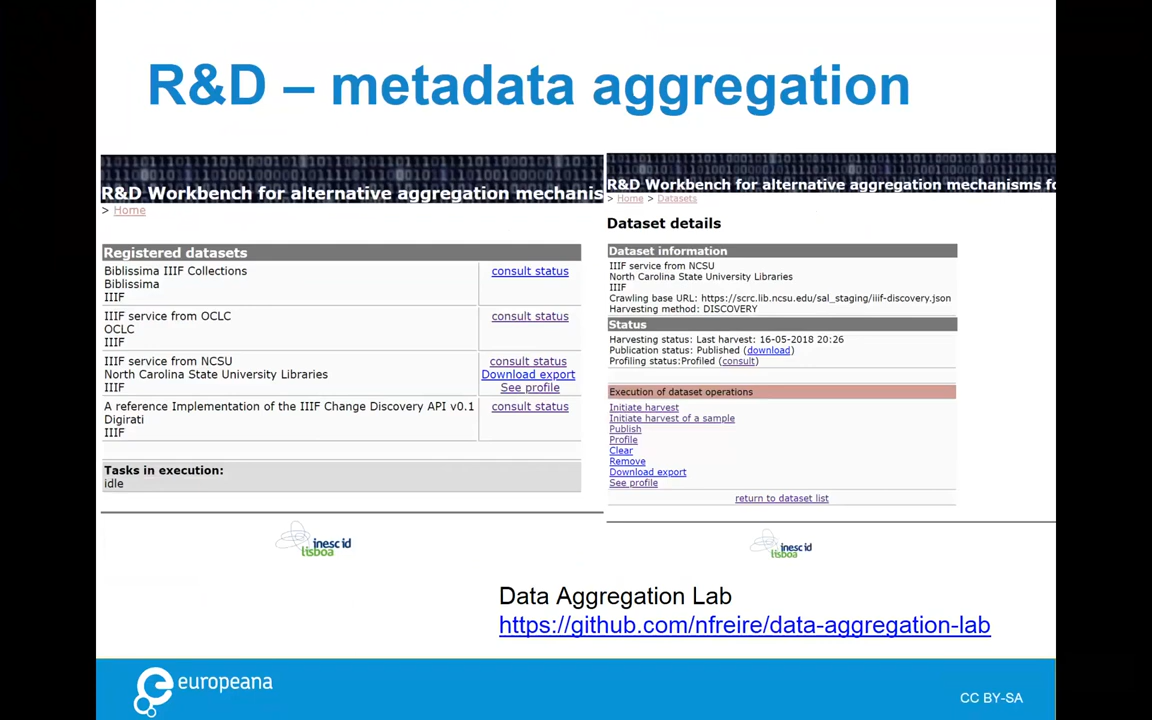 R&D – metadata aggregation
R&D Workbench for alternative aggregation mechanis
> Home
Registered datasets
Biblissima IIIF Collections
Biblissima
IIIF
consult status
IIIF service from OCLC
OCLC
IIIF
consult status
IIIF service from NCSU
North Carolina State University Libraries
IIIF
consult status
Download export
See profile
A reference Implementation of the IIIF Change Discovery API v0.1
Digirati
IIIF
consult status
Tasks in execution:
idle
inesc id
lisboa
R&D Workbench for alternative aggregation mechanisms fo
> Home > Datasets
Dataset details
Dataset information
IIIF service from NCSU
North Carolina State University Libraries
IIIF
Crawling base URL: https://scrc.lib.ncsu.edu/sal_staging/iiif-discovery.json
Harvesting method: DISCOVERY
Status
Harvesting status: Last harvest: 16-05-2018 20:26
Publication status: Published (download)
Profiling status:Profiled (consult)
Execution of dataset operations
Initiate harvest
Initiate harvest of a sample
Publish
Profile
Clear
Remove
Download export
See profile
return to dataset list
inesc id
lisboa
Data Aggregation Lab
https://github.com/nfreire/data-aggregation-lab
europeana
CC BY-SA